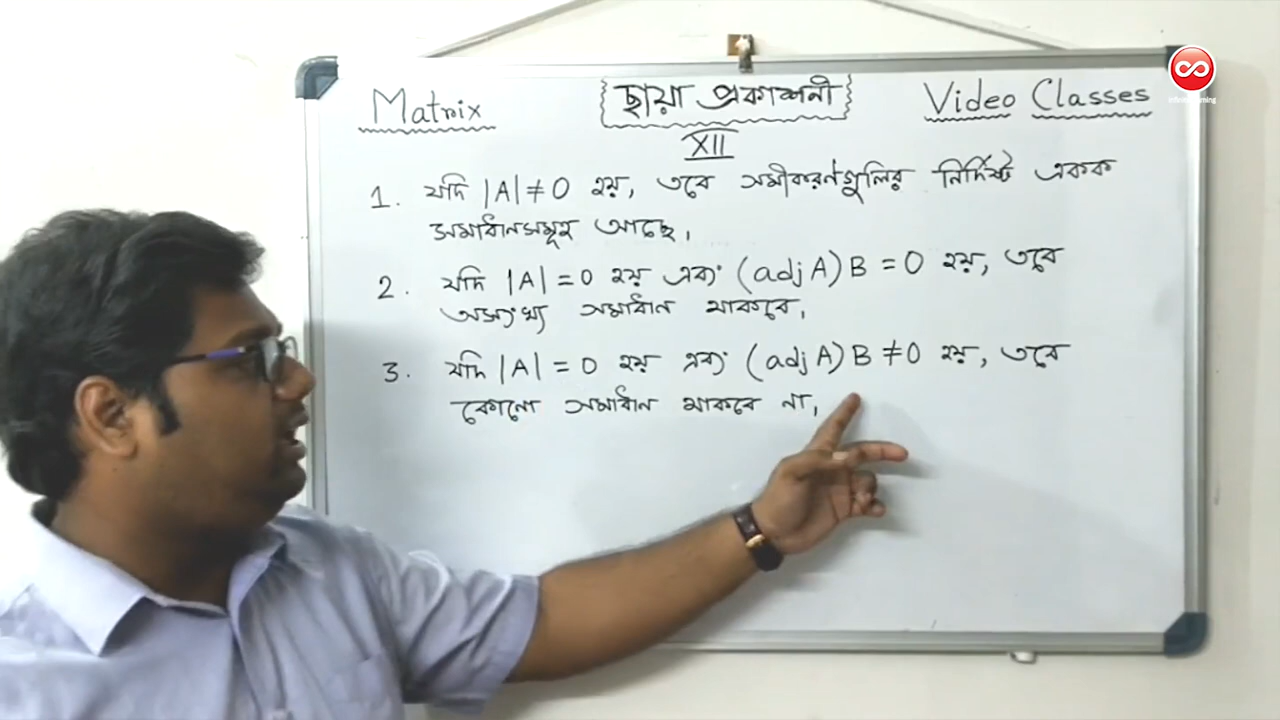 Matrix
ছায়া প্রকাশনী
Video Classes
XII
1. যদি |A| ≠ 0 হয়, তবে সমীকরণগুলির নির্দিষ্ট একক
সমাধানসমূহ আছে।
2. যদি |A| = 0 হয় এবং (adj A) B = 0 হয়, তবে
অসংখ্য সমাধান থাকবে।
3. যদি |A| = 0 হয় এবং (adj A) B ≠ 0 হয়, তবে
কোনো সমাধান থাকবে না।